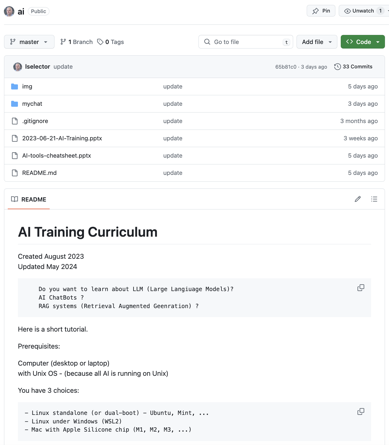 ai Public
Pin Unwatch 1
master 1 Branch 0 Tags Go to file t Add file Code
lselector update 65b81c0 · 3 days ago 33 Commits
img update 5 days ago
mychat update 3 days ago
.gitignore update 3 months ago
2023-06-21-AI-Training.pptx update 3 weeks ago
AI-tools-cheatsheet.pptx update 5 days ago
README.md update 5 days ago
README
AI Training Curriculum
Created August 2023
Updated May 2024
Do you want to learn about LLM (Large Langiuage Models)?
AI ChatBots ?
RAG systems (Retrieval Augmented Geenration) ?
Here is a short tutorial.
Prerequisites:
Computer (desktop or laptop)
with Unix OS - (because all AI is running on Unix)
You have 3 choices:
- Linux standalone (or dual-boot) - Ubuntu, Mint, ...
- Linux under Windows (WSL2)
- Mac with Apple Silicone chip (M1, M2, M3, ...)